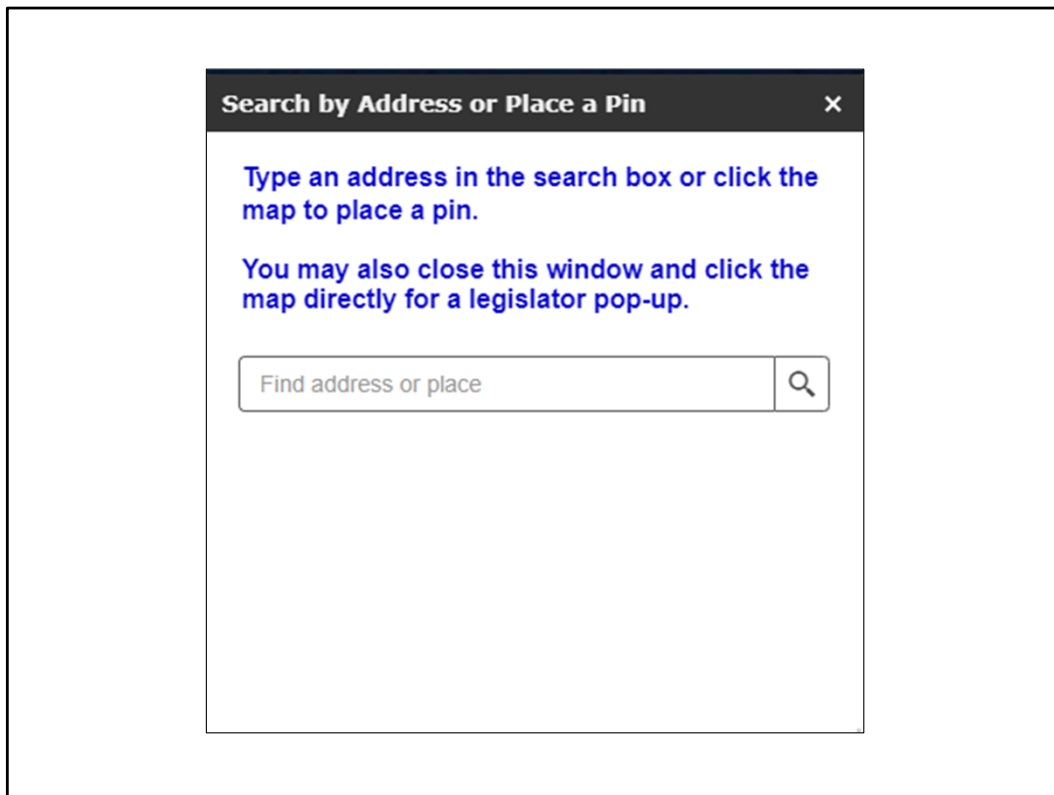 Search by Address or Place a Pin
Type an address in the search box or click the
map to place a pin.
You may also close this window and click the
map directly for a legislator pop-up.
Find address or place